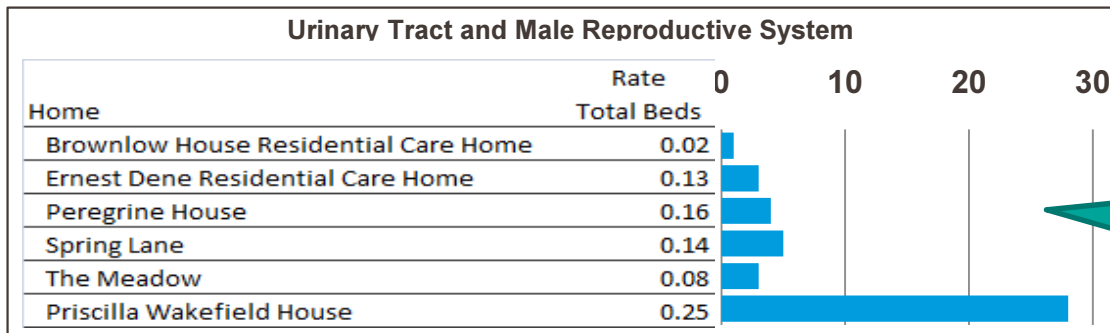 Urinary Tract and Male Reproductive System
Rate 0 10 20 30
Home Total Beds
Brownlow House Residential Care Home 0.02
Ernest Dene Residential Care Home 0.13
Peregrine House 0.16
Spring Lane 0.14
The Meadow 0.08
Priscilla Wakefield House 0.25